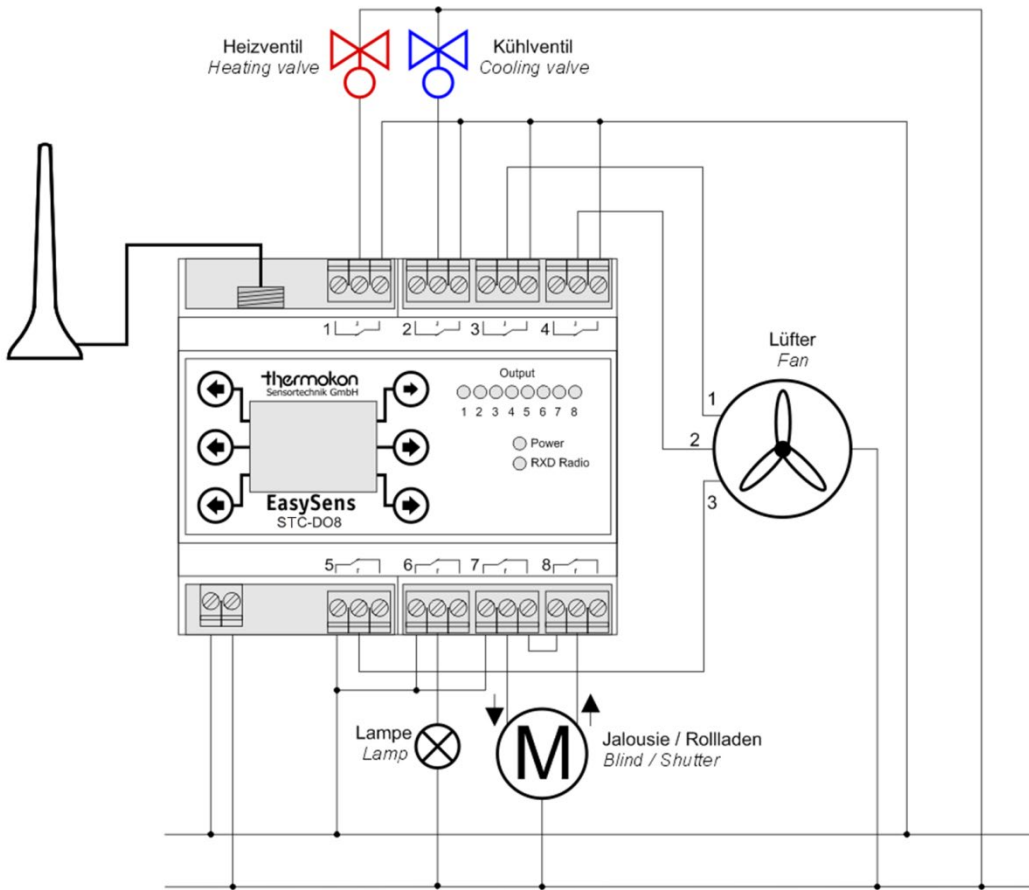 Heizventil
Heating valve
Kühlventil
Cooling valve
1
2
3
4
thermokon
Sensortechnik GmbH
Output
1 2 3 4 5 6 7 8
Power
RXD Radio
EasySens
STC-DO8
Lüfter
Fan
1
2
3
5
6
7
8
Lampe
Lamp
M
Jalousie / Rollladen
Blind / Shutter